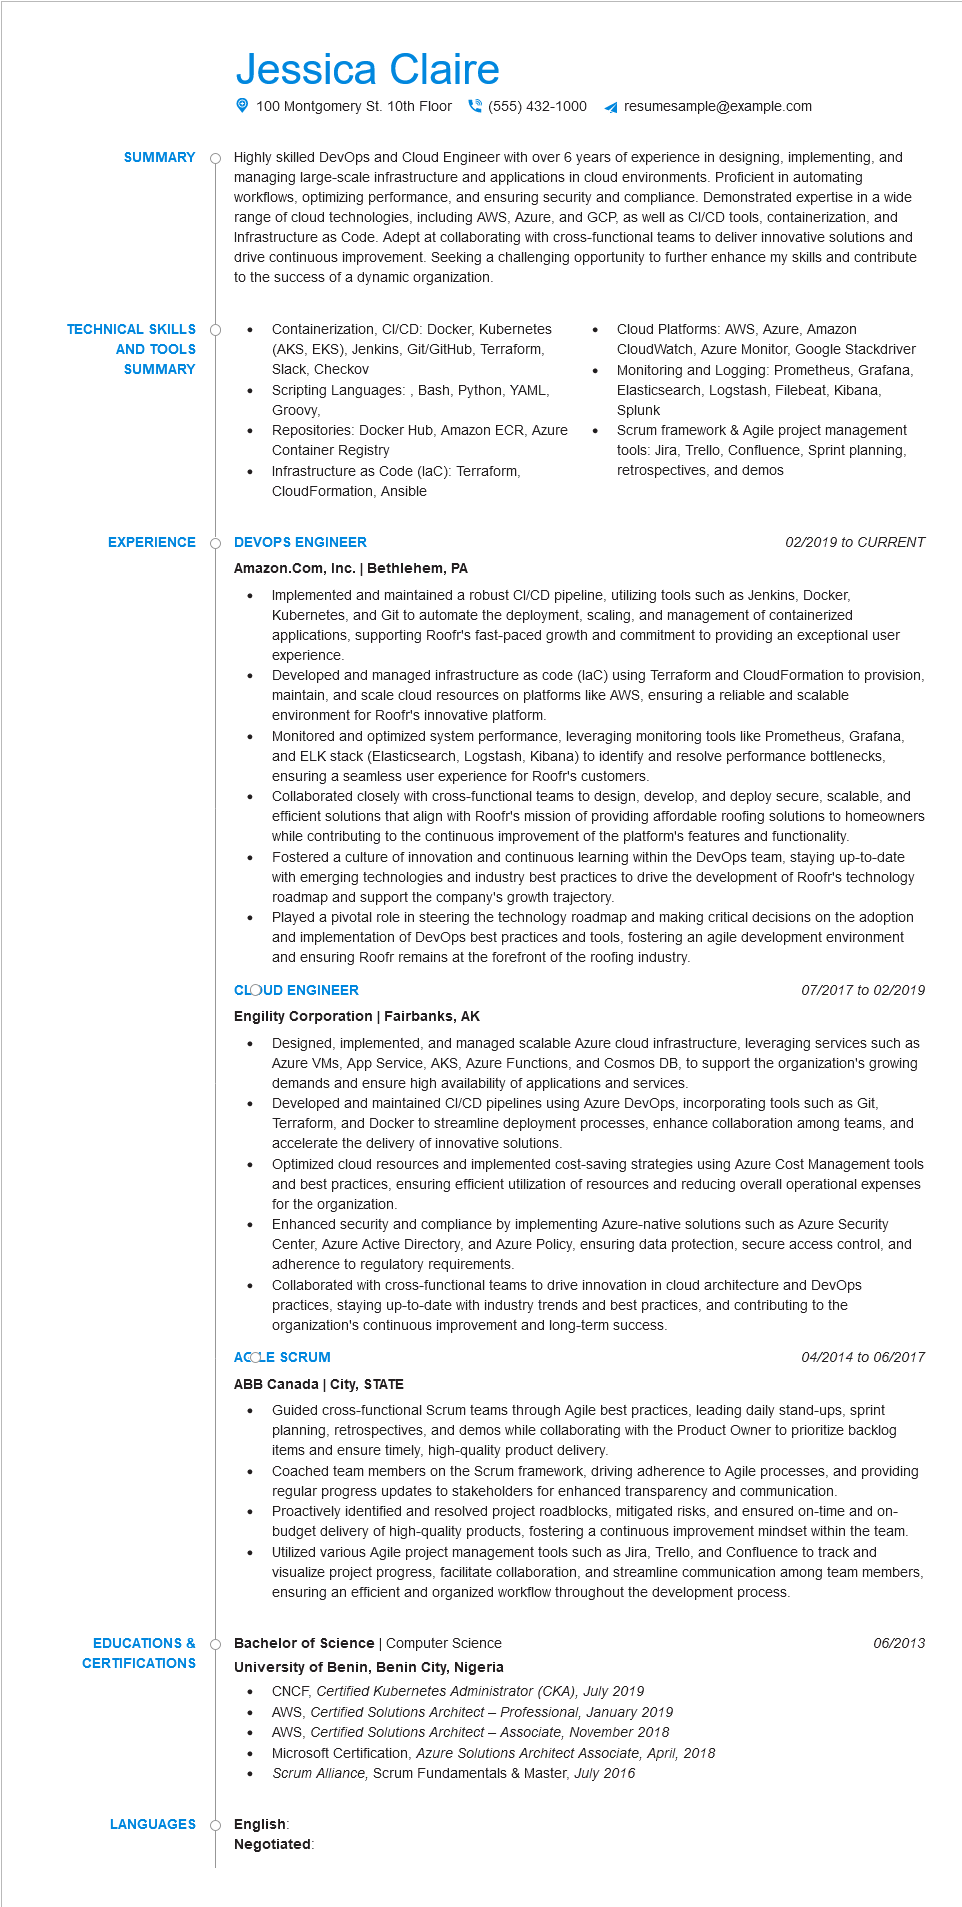 Jessica Claire
100 Montgomery St. 10th Floor (555) 432-1000 resumesample@example.com
SUMMARY
Highly skilled DevOps and Cloud Engineer with over 6 years of experience in designing, implementing, and
managing large-scale infrastructure and applications in cloud environments. Proficient in automating
workflows, optimizing performance, and ensuring security and compliance. Demonstrated expertise in a wide
range of cloud technologies, including AWS, Azure, and GCP, as well as CI/CD tools, containerization, and
Infrastructure as Code. Adept at collaborating with cross-functional teams to deliver innovative solutions and
drive continuous improvement. Seeking a challenging opportunity to further enhance my skills and contribute
to the success of a dynamic organization.
TECHNICAL SKILLS
AND TOOLS
SUMMARY
• Containerization, CI/CD: Docker, Kubernetes
(AKS, EKS), Jenkins, Git/GitHub, Terraform,
Slack, Checkov
• Scripting Languages: , Bash, Python, YAML,
Groovy,
• Repositories: Docker Hub, Amazon ECR, Azure
Container Registry
• Infrastructure as Code (IaC): Terraform,
CloudFormation, Ansible
• Cloud Platforms: AWS, Azure, Amazon
CloudWatch, Azure Monitor, Google Stackdriver
• Monitoring and Logging: Prometheus, Grafana,
Elasticsearch, Logstash, Filebeat, Kibana,
Splunk
• Scrum framework & Agile project management
tools: Jira, Trello, Confluence, Sprint planning,
retrospectives, and demos
EXPERIENCE
DEVOPS ENGINEER 02/2019 to CURRENT
Amazon.Com, Inc. | Bethlehem, PA
• Implemented and maintained a robust CI/CD pipeline, utilizing tools such as Jenkins, Docker,
Kubernetes, and Git to automate the deployment, scaling, and management of containerized
applications, supporting Roofr's fast-paced growth and commitment to providing an exceptional user
experience.
• Developed and managed infrastructure as code (IaC) using Terraform and CloudFormation to provision,
maintain, and scale cloud resources on platforms like AWS, ensuring a reliable and scalable
environment for Roofr's innovative platform.
• Monitored and optimized system performance, leveraging monitoring tools like Prometheus, Grafana,
and ELK stack (Elasticsearch, Logstash, Kibana) to identify and resolve performance bottlenecks,
ensuring a seamless user experience for Roofr's customers.
• Collaborated closely with cross-functional teams to design, develop, and deploy secure, scalable, and
efficient solutions that align with Roofr's mission of providing affordable roofing solutions to homeowners
while contributing to the continuous improvement of the platform's features and functionality.
• Fostered a culture of innovation and continuous learning within the DevOps team, staying up-to-date
with emerging technologies and industry best practices to drive the development of Roofr's technology
roadmap and support the company's growth trajectory.
• Played a pivotal role in steering the technology roadmap and making critical decisions on the adoption
and implementation of DevOps best practices and tools, fostering an agile development environment
and ensuring Roofr remains at the forefront of the roofing industry.
CLOUD ENGINEER 07/2017 to 02/2019
Engility Corporation | Fairbanks, AK
• Designed, implemented, and managed scalable Azure cloud infrastructure, leveraging services such as
Azure VMs, App Service, AKS, Azure Functions, and Cosmos DB, to support the organization's growing
demands and ensure high availability of applications and services.
• Developed and maintained CI/CD pipelines using Azure DevOps, incorporating tools such as Git,
Terraform, and Docker to streamline deployment processes, enhance collaboration among teams, and
accelerate the delivery of innovative solutions.
• Optimized cloud resources and implemented cost-saving strategies using Azure Cost Management tools
and best practices, ensuring efficient utilization of resources and reducing overall operational expenses
for the organization.
• Enhanced security and compliance by implementing Azure-native solutions such as Azure Security
Center, Azure Active Directory, and Azure Policy, ensuring data protection, secure access control, and
adherence to regulatory requirements.
• Collaborated with cross-functional teams to drive innovation in cloud architecture and DevOps
practices, staying up-to-date with industry trends and best practices, and contributing to the
organization's continuous improvement and long-term success.
AGILE SCRUM 04/2014 to 06/2017
ABB Canada | City, STATE
• Guided cross-functional Scrum teams through Agile best practices, leading daily stand-ups, sprint
planning, retrospectives, and demos while collaborating with the Product Owner to prioritize backlog
items and ensure timely, high-quality product delivery.
• Coached team members on the Scrum framework, driving adherence to Agile processes, and providing
regular progress updates to stakeholders for enhanced transparency and communication.
• Proactively identified and resolved project roadblocks, mitigated risks, and ensured on-time and on-
budget delivery of high-quality products, fostering a continuous improvement mindset within the team.
• Utilized various Agile project management tools such as Jira, Trello, and Confluence to track and
visualize project progress, facilitate collaboration, and streamline communication among team members,
ensuring an efficient and organized workflow throughout the development process.
EDUCATIONS &
CERTIFICATIONS
Bachelor of Science | Computer Science 06/2013
University of Benin, Benin City, Nigeria
• CNCF, Certified Kubernetes Administrator (CKA), July 2019
• AWS, Certified Solutions Architect – Professional, January 2019
• AWS, Certified Solutions Architect – Associate, November 2018
• Microsoft Certification, Azure Solutions Architect Associate, April, 2018
• Scrum Alliance, Scrum Fundamentals & Master, July 2016
LANGUAGES
English:
Negotiated: